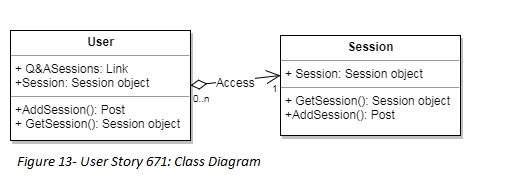 User
+ Q&ASessions: Link
+Session: Session object
+AddSession(): Post
+ GetSession(): Session object
Access
0..n
1
Session
+ Session: Session object
+ GetSession(): Session object
+AddSession(): Post
Figure 13- User Story 671: Class Diagram